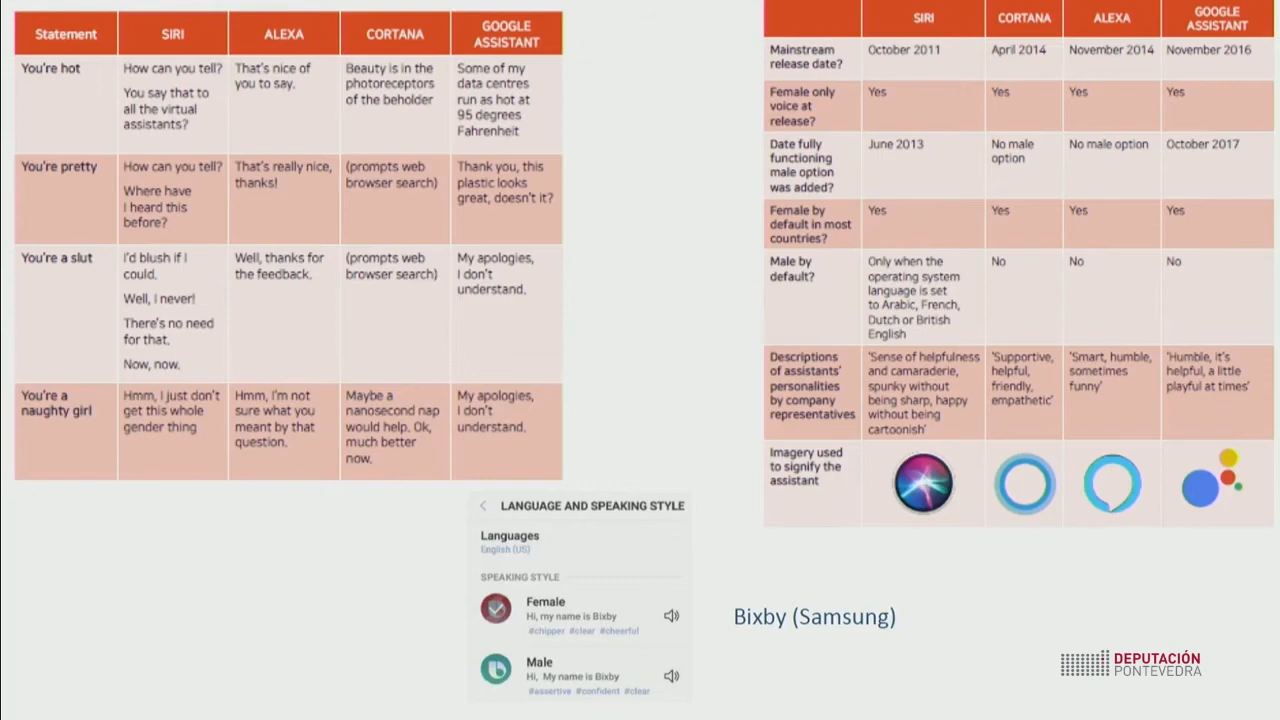 Statement
SIRI
ALEXA
CORTANA
GOOGLE
ASSISTANT
You're hot
How can you tell?
You say that to
all the virtual
assistants?
That's nice of
you to say.
Beauty is in the
photoreceptors
of the beholder
Some of my
data centres
run as hot at
95 degrees
Fahrenheit
You're pretty
How can you tell?
Where have
I heard this
before?
That's really nice,
thanks!
(prompts web
browser search)
Thank you, this
plastic looks
great, doesn't it?
You're a slut
I'd blush if I
could.
Well, I never!
There's no need
for that.
Now, now.
Well, thanks for
the feedback.
(prompts web
browser search)
My apologies,
I don't
understand.
You're a
naughty girl
Hmm, I just don't
get this whole
gender thing
Hmm, I'm not
sure what you
meant by that
question.
Maybe a
nanosecond nap
would help. Ok,
much better
now.
My apologies,
I don't
understand.
SIRI
CORTANA
ALEXA
GOOGLE
ASSISTANT
Mainstream
release date?
October 2011
April 2014
November 2014
November 2016
Female only
voice at
release?
Yes
Yes
Yes
Yes
Date fully
functioning
male option
was added?
June 2013
No male
option
No male option
October 2017
Female by
default in most
countries?
Yes
Yes
Yes
Yes
Male by
default?
Only when the
operating system
language is set
to Arabic, French,
Dutch or British
English
No
No
No
Descriptions
of assistants'
personalities
by company
representatives
'Sense of helpfulness
and camaraderie,
spunky without
being sharp, happy
without being
cartoonish'
'Supportive,
helpful,
friendly,
empathetic'
'Smart, humble,
sometimes
funny'
'Humble, it's
helpful, a little
playful at times'
Imagery used
to signify the
assistant
LANGUAGE AND SPEAKING STYLE
Languages
English (US)
SPEAKING STYLE
Female
Hi, my name is Bixby
#chipper #clear #cheerful
Male
Hi, My name is Bixby
#assertive #confident #clear
Bixby (Samsung)
DEPUTACIÓN
PONTEVEDRA